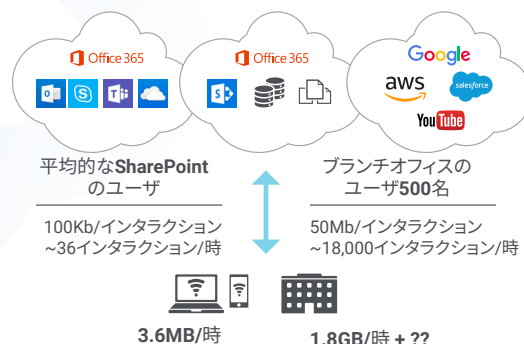 Office 365
Office 365
Google
aws
salesforce
YouTube
平均的なSharePoint
のユーザ
100Kb/インタラクション
~36インタラクション/時
3.6MB/時
ブランチオフィスの
ユーザ500名
50Mb/インタラクション
~18,000インタラクション/時
1.8GB/時 + ??